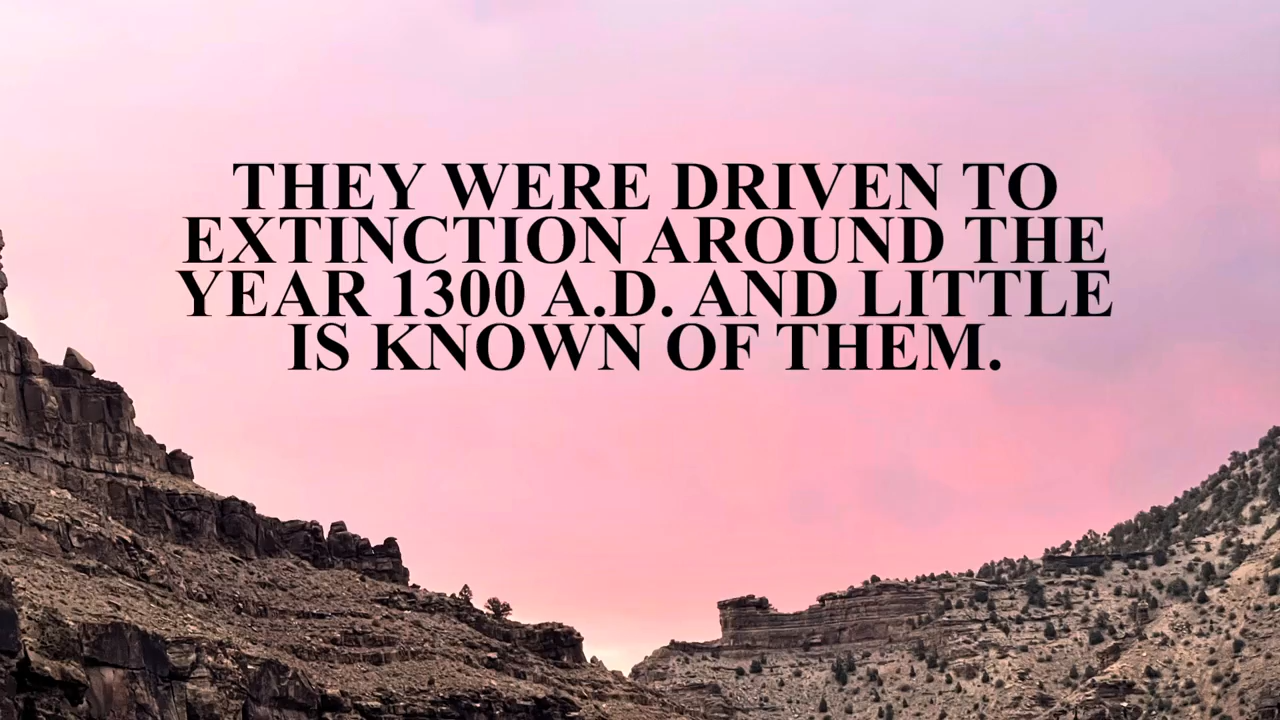 THEY WERE DRIVEN TO
EXTINCTION AROUND THE
YEAR 1300 A.D. AND LITTLE
IS KNOWN OF THEM.